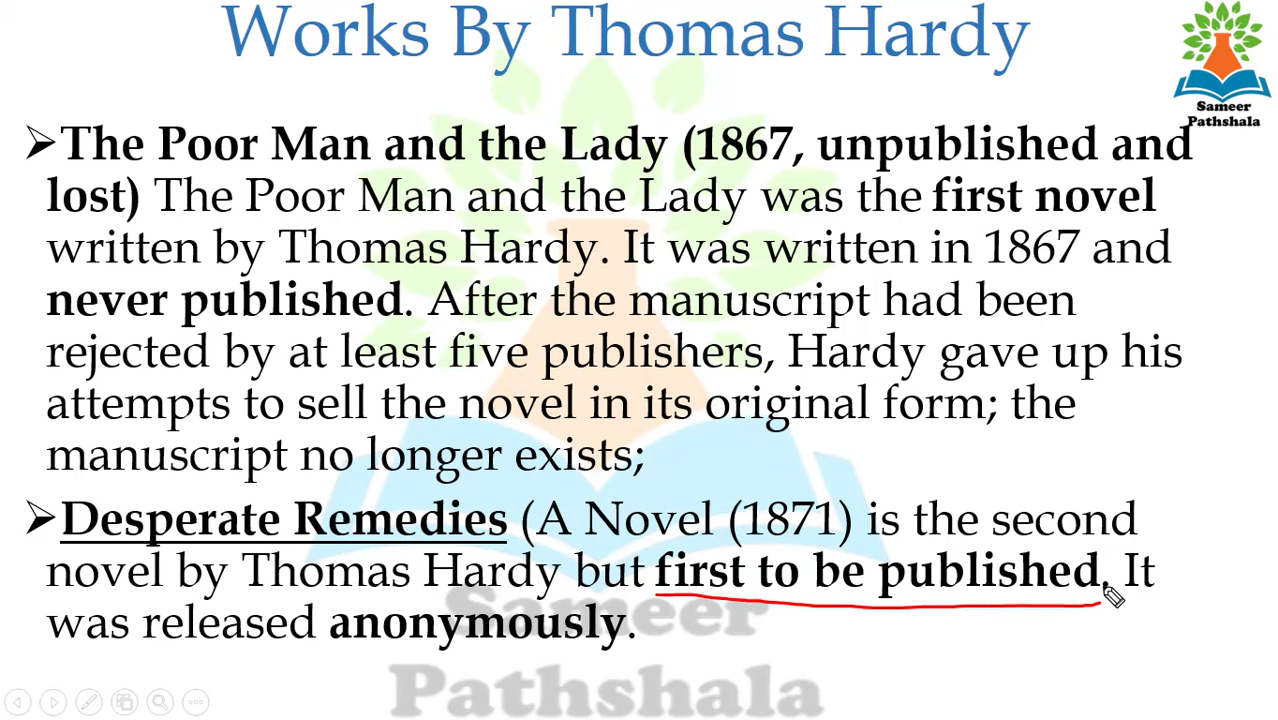 Works By Thomas Hardy
Sameer
Pathshala
➢The Poor Man and the Lady (1867, unpublished and
lost) The Poor Man and the Lady was the first novel
written by Thomas Hardy. It was written in 1867 and
never published. After the manuscript had been
rejected by at least five publishers, Hardy gave up his
attempts to sell the novel in its original form; the
manuscript no longer exists;
➢Desperate Remedies (A Novel (1871) is the second
novel by Thomas Hardy but first to be published. It
was released anonymously.
Sameer
Pathshala